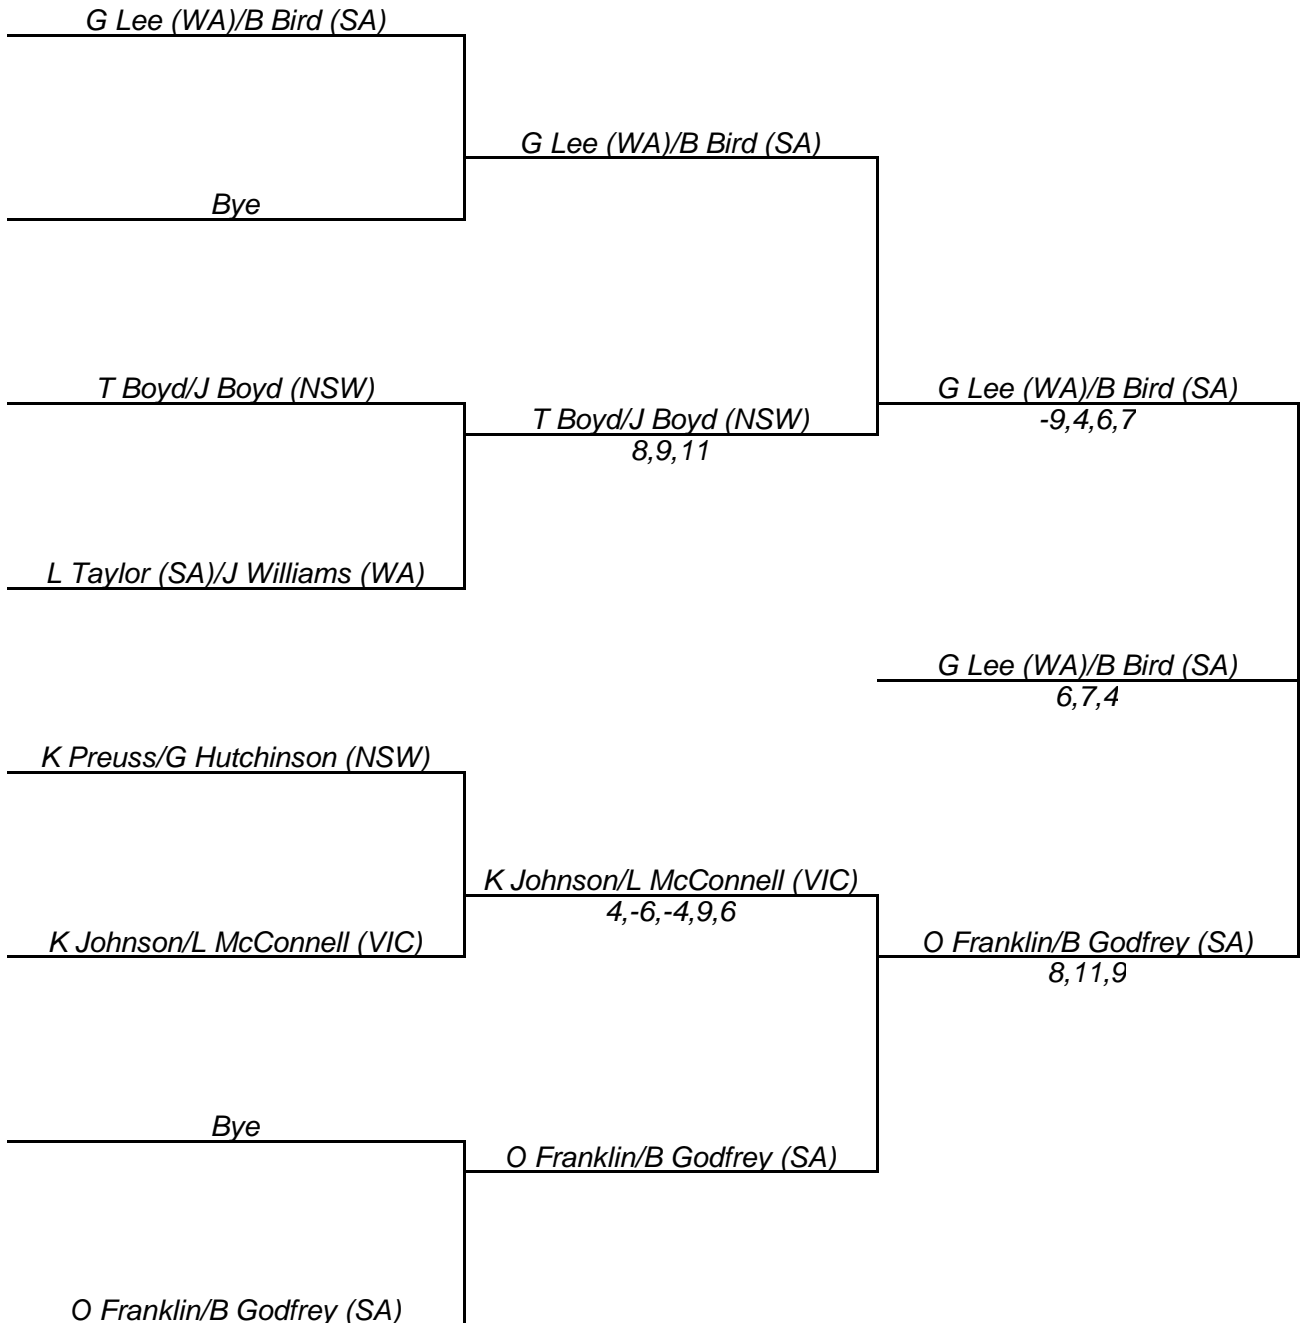 G Lee (WA)/B Bird (SA)
G Lee (WA)/B Bird (SA)
Bye
T Boyd/J Boyd (NSW)
G Lee (WA)/B Bird (SA)
T Boyd/J Boyd (NSW)
-9,4,6,7
8,9,11
L Taylor (SA)/J Williams (WA)
G Lee (WA)/B Bird (SA)
6,7,4
K Preuss/G Hutchinson (NSW)
K Johnson/L McConnell (VIC)
4,-6,-4,9,6
K Johnson/L McConnell (VIC)
O Franklin/B Godfrey (SA)
8,11,9
Bye
O Franklin/B Godfrey (SA)
O Franklin/B Godfrey (SA)